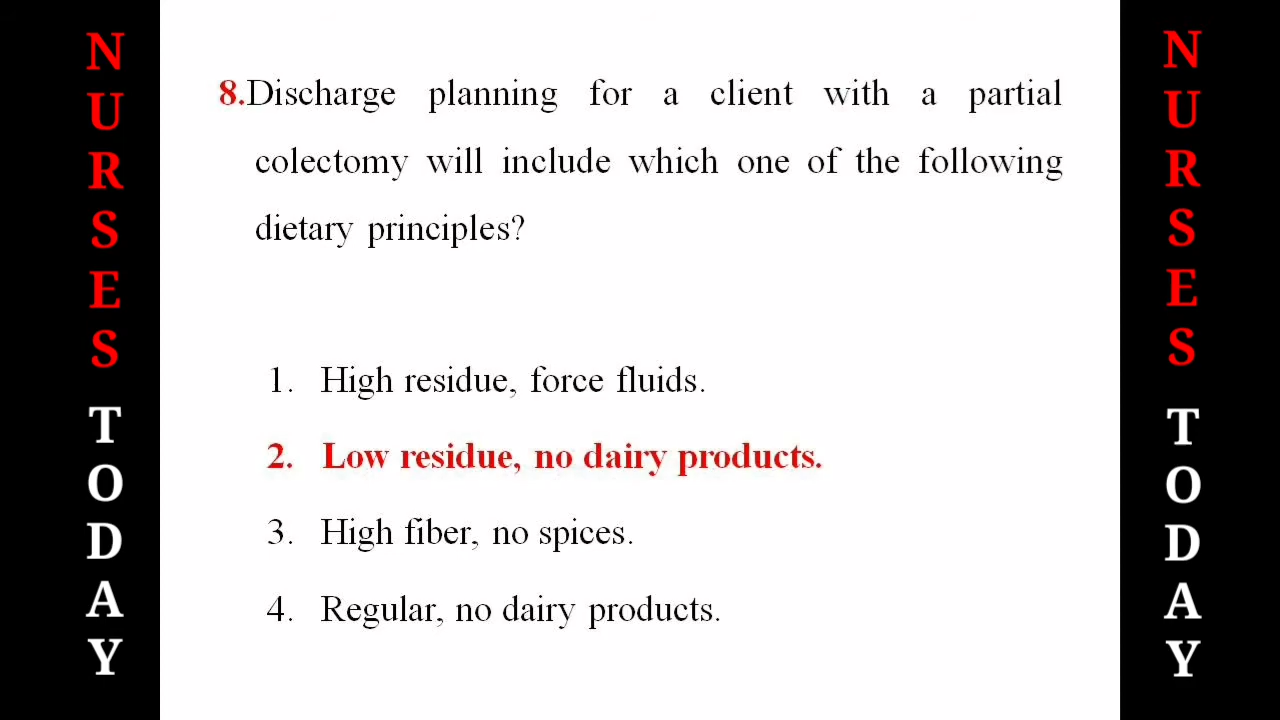 NURSES TODAY
8.Discharge planning for a client with a partial
colectomy will include which one of the following
dietary principles?
1. High residue, force fluids.
2. Low residue, no dairy products.
3. High fiber, no spices.
4. Regular, no dairy products.
NURSES TODAY